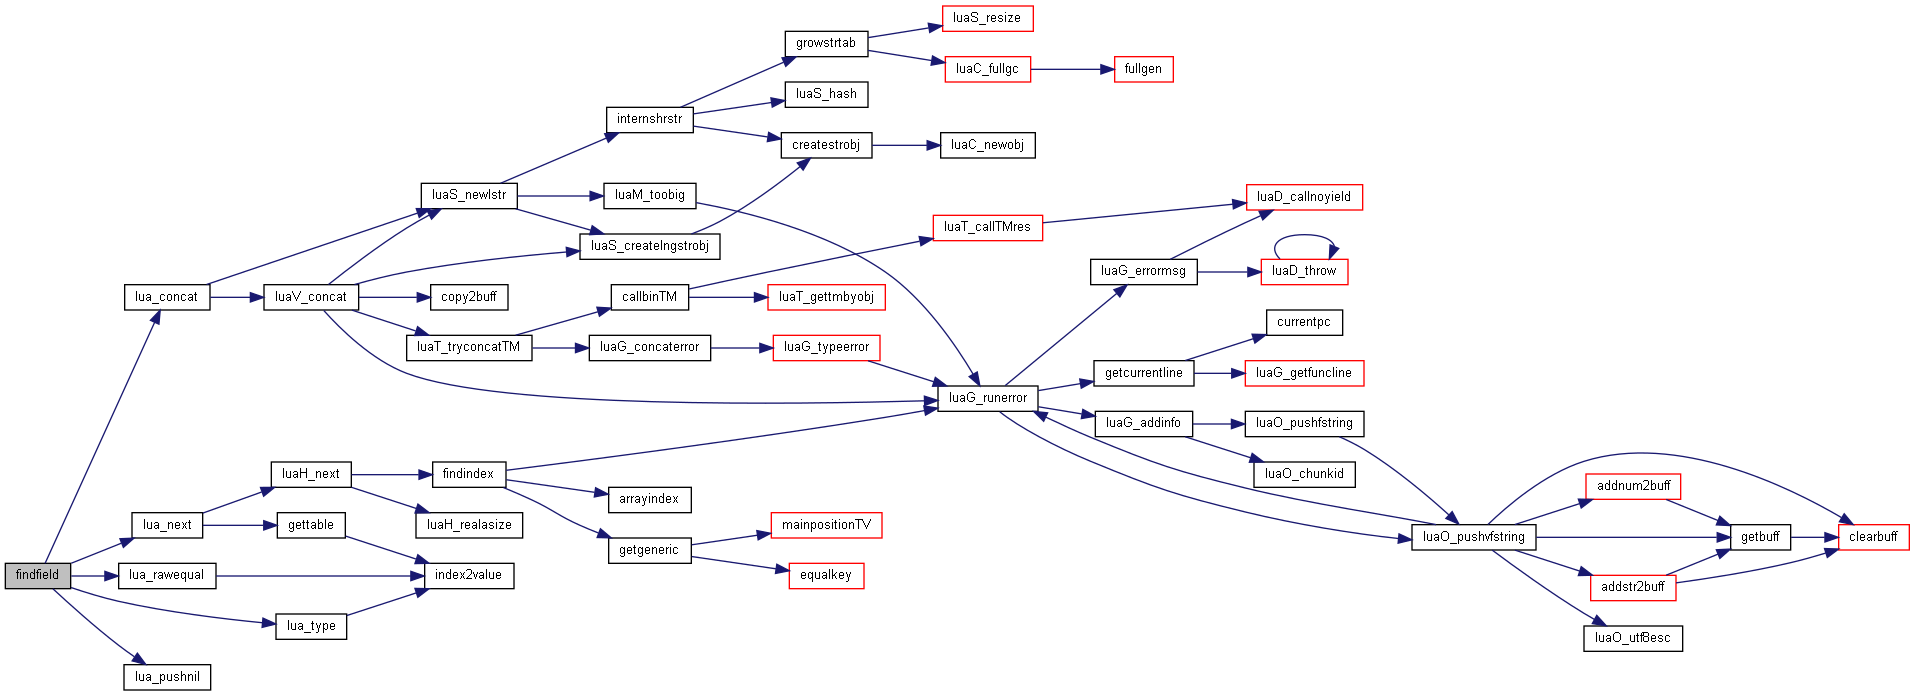 luaS_resize
growstrtab
luaC_fullgc
fullgen
luaS_hash
internshrstr
createstrobj
luaC_newobj
luaS_newlstr
luaM_toobig
luaD_callnoyield
luaT_callTMres
luaS_createlngstrobj
luaG_errormsg
luaD_throw
lua_concat
luaV_concat
copy2buff
callbinTM
luaT_gettmbyobj
currentpc
luaT_tryconcatTM
luaG_concaterror
luaG_typeerror
getcurrentline
luaG_getfuncline
luaG_runerror
luaG_addinfo
luaO_pushfstring
luaH_next
findindex
luaO_chunkid
addnum2buff
arrayindex
lua_next
gettable
luaH_realasize
mainpositionTV
luaO_pushvfstring
getbuff
clearbuff
getgeneric
findfield
lua_rawequal
index2value
equalkey
addstr2buff
lua_type
luaO_utf8esc
lua_pushnil